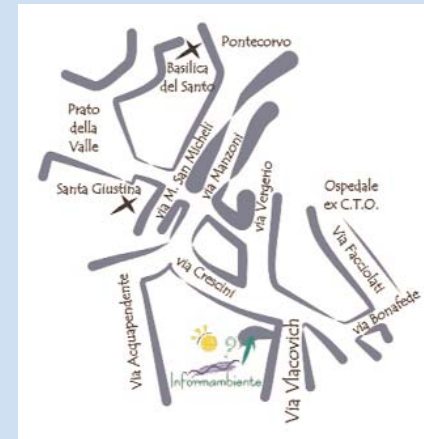 Pontecorvo
Basilica
del Santo
Prato
della
Valle
via M. San Micheli
via Manzoni
Santa Giustina
via Vergerio
Ospedale
ex C.T.O.
Via Facciolati
via Bonafede
via Crescini
Via Acquapendente
Via Vlacovich
Informambiente